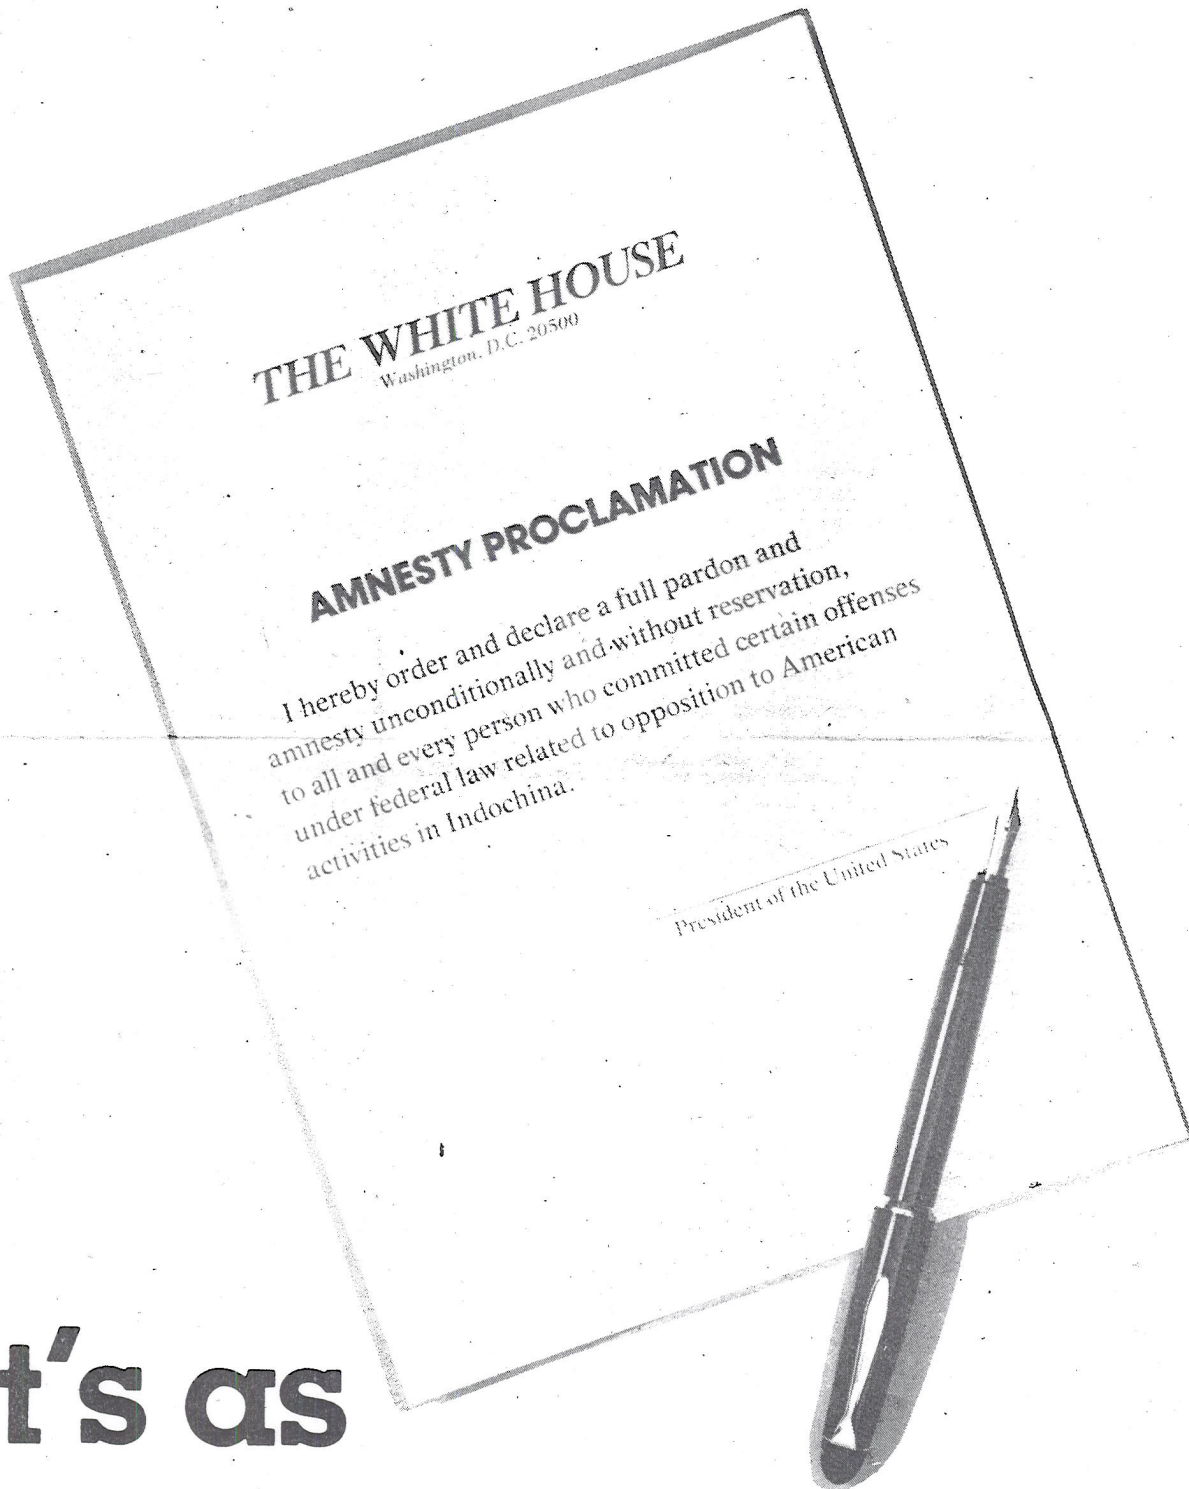 THE WHITE HOUSE
Washington, D.C. 20500
AMNESTY PROCLAMATION
I hereby order and declare a full pardon and
amnesty unconditionally and without reservation,
to all and every person who committed certain offenses
under federal law related to opposition to American
activities in Indochina.
President of the United States
t's as